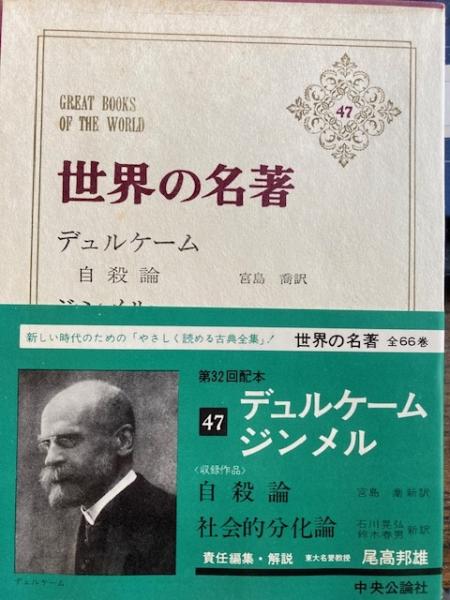 GREAT BOOKS
OF THE WORLD
47
世界の名著
デュルケーム
自殺論 宮島 喬訳
ジンメル
新しい時代のための「やさしく読める古典全集」! 世界の名著 全66巻
第32回配本
47 デュルケーム
ジンメル
〈収録作品〉
自殺論 宮島 喬 新訳
社会的分化論 石川晃弘 鈴木春男 新訳
責任編集・解説 東大名誉教授 尾高邦雄
デュルケーム
中央公論社